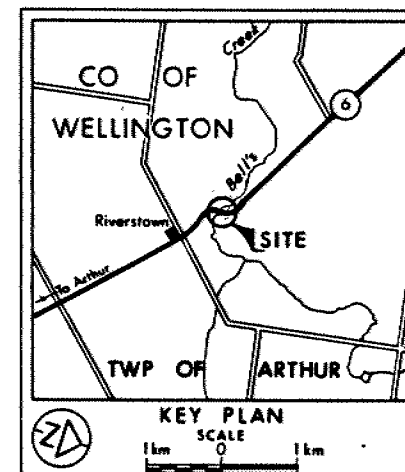 Creek
CO OF
WELLINGTON
6
Bell's
Riverstown
SITE
To Arthur
TWP OF ARTHUR
N
KEY PLAN
SCALE
1km 0 1km